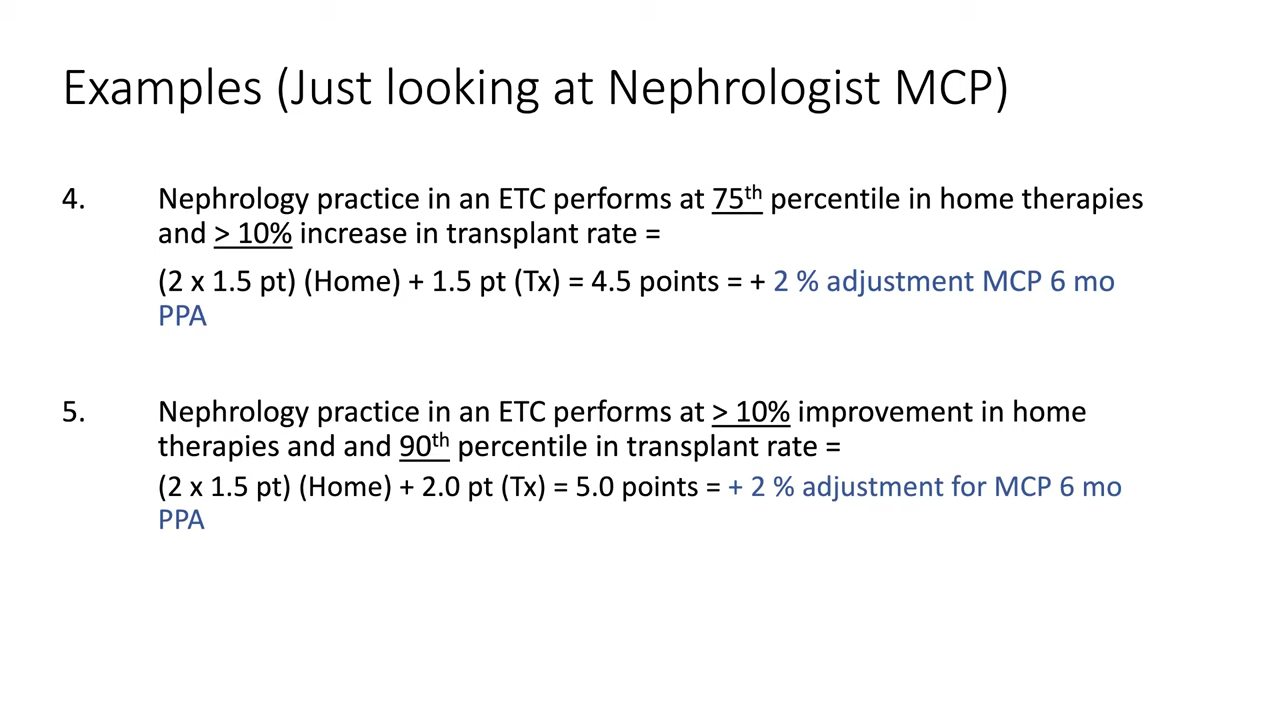 Examples (Just looking at Nephrologist MCP)
4. Nephrology practice in an ETC performs at 75th percentile in home therapies
and > 10% increase in transplant rate =
(2 x 1.5 pt) (Home) + 1.5 pt (Tx) = 4.5 points = + 2 % adjustment MCP 6 mo
PPA
5. Nephrology practice in an ETC performs at > 10% improvement in home
therapies and and 90th percentile in transplant rate =
(2 x 1.5 pt) (Home) + 2.0 pt (Tx) = 5.0 points = + 2 % adjustment for MCP 6 mo
PPA